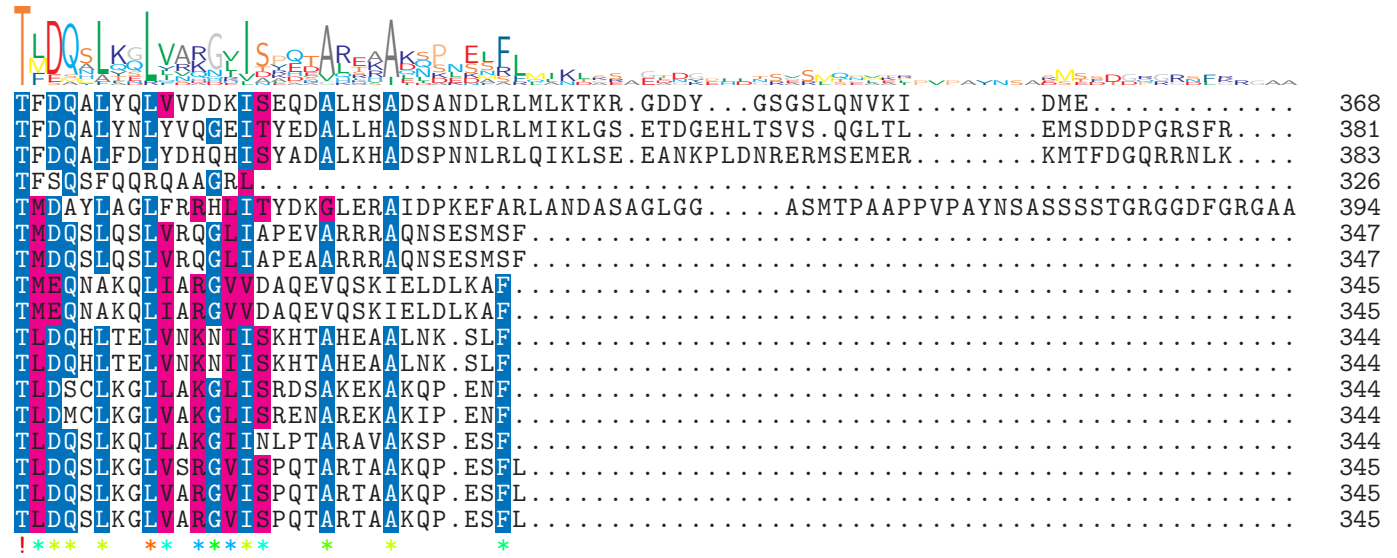 TFDQALYQLVVDDKISEQDALHSADSANDLRLMLKTKR.GDDY...GSGSLQNVKI........DME............. 368
TFDQALYNLYVQGEITYEDALLHADSSNDLRLMIKLGS.ETDGEHLTSVS.QGLTL........EMSDDDPGRSFR.... 381
TFDQALFDLYDHQHISYADALKHADSPNNLRLQIKLSE.EANKPLDNRERMSEMER........KMTFDGQRRNLK.... 383
TFSQSFQQRQAAGRL................................................................. 326
TMDAYLAGLFRRHLITYDKGLERAIDPKEFARLANDASAGLGG.....ASMTPAAPPVPAYNSASSSSTGRGGDFGRGAA 394
TMDQSLQSLVRQGLIAPEVARRRAQNSESMSF................................................ 347
TMDQSLQSLVRQGLIAPEAARRRAQNSESMSF................................................ 347
TMEQNAKQLIARGVVDAQEVQSKIELDLKAF................................................. 345
TMEQNAKQLIARGVVDAQEVQSKIELDLKAF................................................. 345
TLDQHLTELVNKNIISKHTAHEAALNK.SLF................................................. 344
TLDQHLTELVNKNIISKHTAHEAALNK.SLF................................................. 344
TLDSCLKGLLAKGLISRDSAKEKAKQP.ENF................................................. 344
TLDMCLKGLVAKGLISRENAREKAKIP.ENF................................................. 344
TLDQSLKQLLAKGIINLPTARAVAKSP.ESF................................................. 344
TLDQSLKGLVSRGVISPQTARTAAKQP.ESFL................................................ 345
TLDQSLKGLVARGVISPQTARTAAKQP.ESFL................................................ 345
TLDQSLKGLVARGVISPQTARTAAKQP.ESFL................................................ 345
!*** *  ** *****   *   *      *